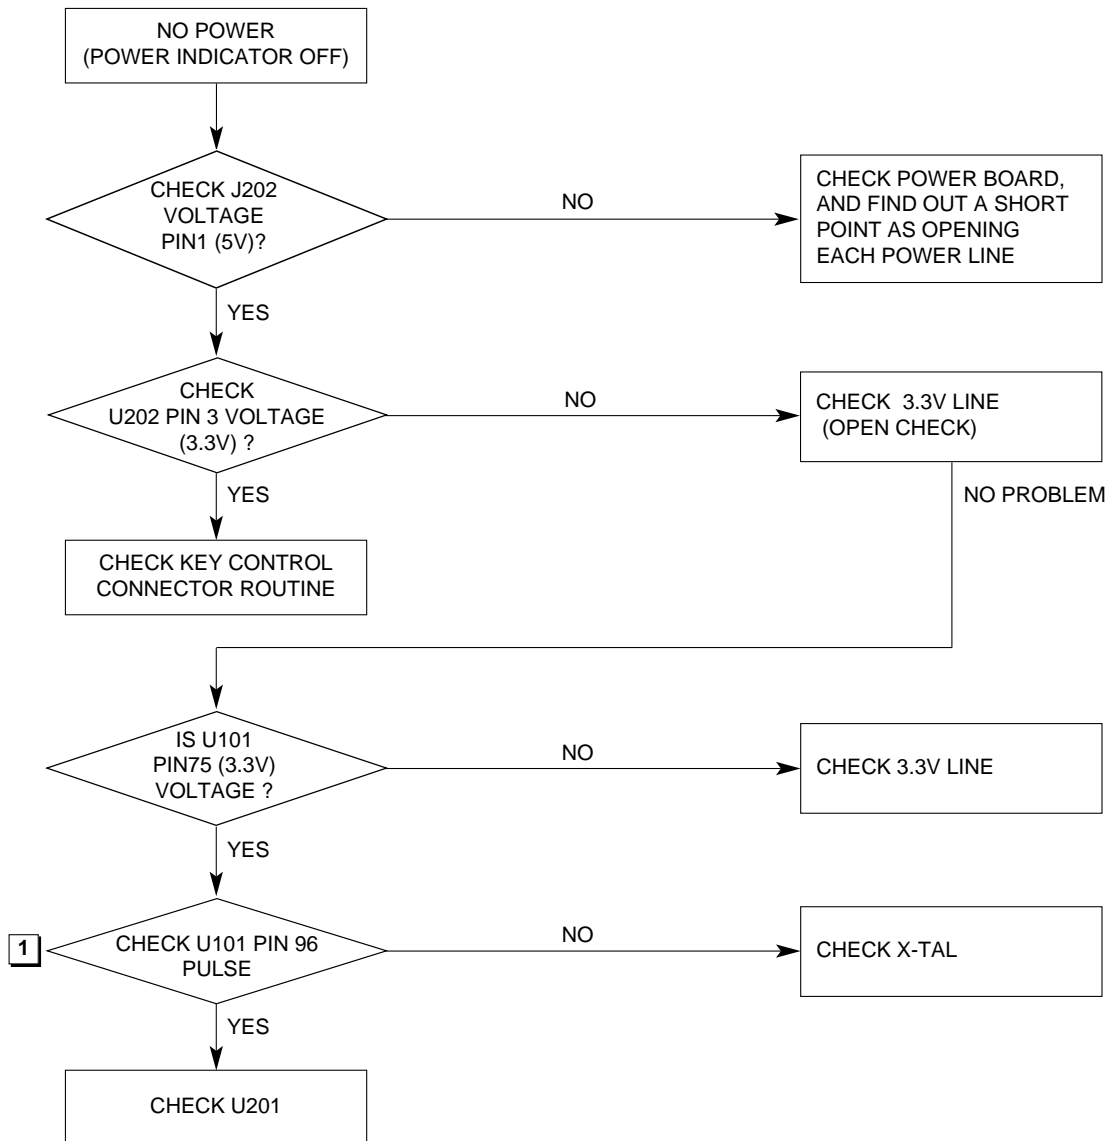 NO POWER
(POWER INDICATOR OFF)
CHECK J202
VOLTAGE
PIN1 (5V)?
NO
CHECK POWER BOARD,
AND FIND OUT A SHORT
POINT AS OPENING
EACH POWER LINE
YES
CHECK
U202 PIN 3 VOLTAGE
(3.3V) ?
NO
CHECK  3.3V LINE
(OPEN CHECK)
YES
NO PROBLEM
CHECK KEY CONTROL
CONNECTOR ROUTINE
IS U101
PIN75 (3.3V)
VOLTAGE ?
NO
CHECK 3.3V LINE
YES
1
CHECK U101 PIN 96
PULSE
NO
CHECK X-TAL
YES
CHECK U201